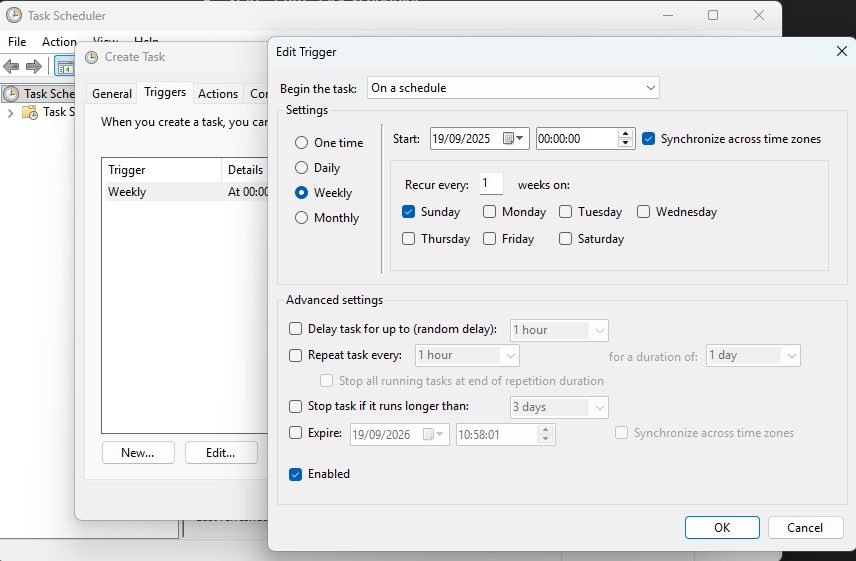 Task Scheduler
File Action View Help
Create Task
Task Sche
Task S
General Triggers Actions Co
When you create a task, you can
Trigger Details
Weekly At 00:00
New... Edit...
Edit Trigger
Begin the task: On a schedule
Settings
One time
Daily
Weekly
Monthly
Start: 19/09/2025 00:00:00 Synchronize across time zones
Recur every: 1 weeks on:
Sunday Monday Tuesday Wednesday
Thursday Friday Saturday
Advanced settings
Delay task for up to (random delay): 1 hour
Repeat task every: 1 hour for a duration of: 1 day
Stop all running tasks at end of repetition duration
Stop task if it runs longer than: 3 days
Expire: 19/09/2026 10:58:01 Synchronize across time zones
Enabled
OK Cancel